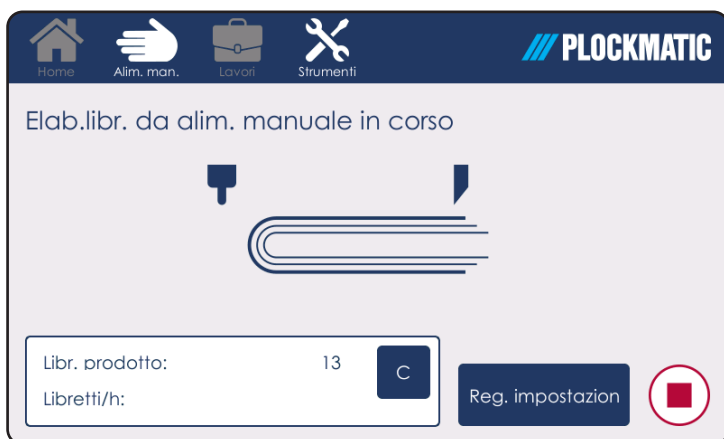 Home Alim. man. Lavori Strumenti PLOCKMATIC
Elab.libr. da alim. manuale in corso
Libr. prodotto: 13 C
Libretti/h:
Reg. impostazion